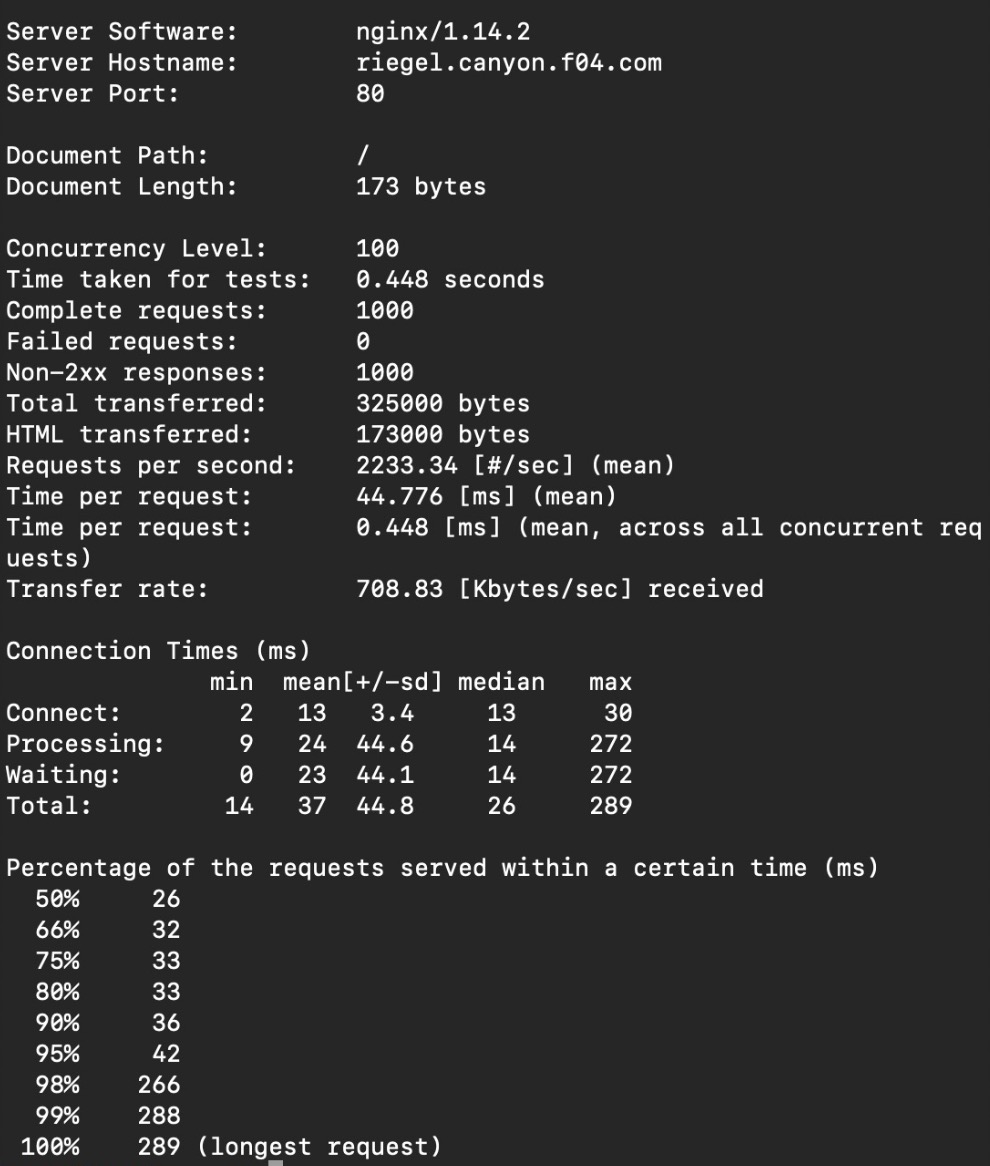 Server Software:        nginx/1.14.2
Server Hostname:        riegel.canyon.f04.com
Server Port:            80
Document Path:          /
Document Length:        173 bytes
Concurrency Level:      100
Time taken for tests:   0.448 seconds
Complete requests:      1000
Failed requests:        0
Non-2xx responses:      1000
Total transferred:      325000 bytes
HTML transferred:       173000 bytes
Requests per second:    2233.34 [#/sec] (mean)
Time per request:       44.776 [ms] (mean)
Time per request:       0.448 [ms] (mean, across all concurrent req
uests)
Transfer rate:          708.83 [Kbytes/sec] received
Connection Times (ms)
              min  mean[+/-sd] median   max
Connect:        2   13   3.4     13      30
Processing:     9   24  44.6     14     272
Waiting:        0   23  44.1     14     272
Total:         14   37  44.8     26     289
Percentage of the requests served within a certain time (ms)
  50%     26
  66%     32
  75%     33
  80%     33
  90%     36
  95%     42
  98%    266
  99%    288
 100%    289 (longest request)